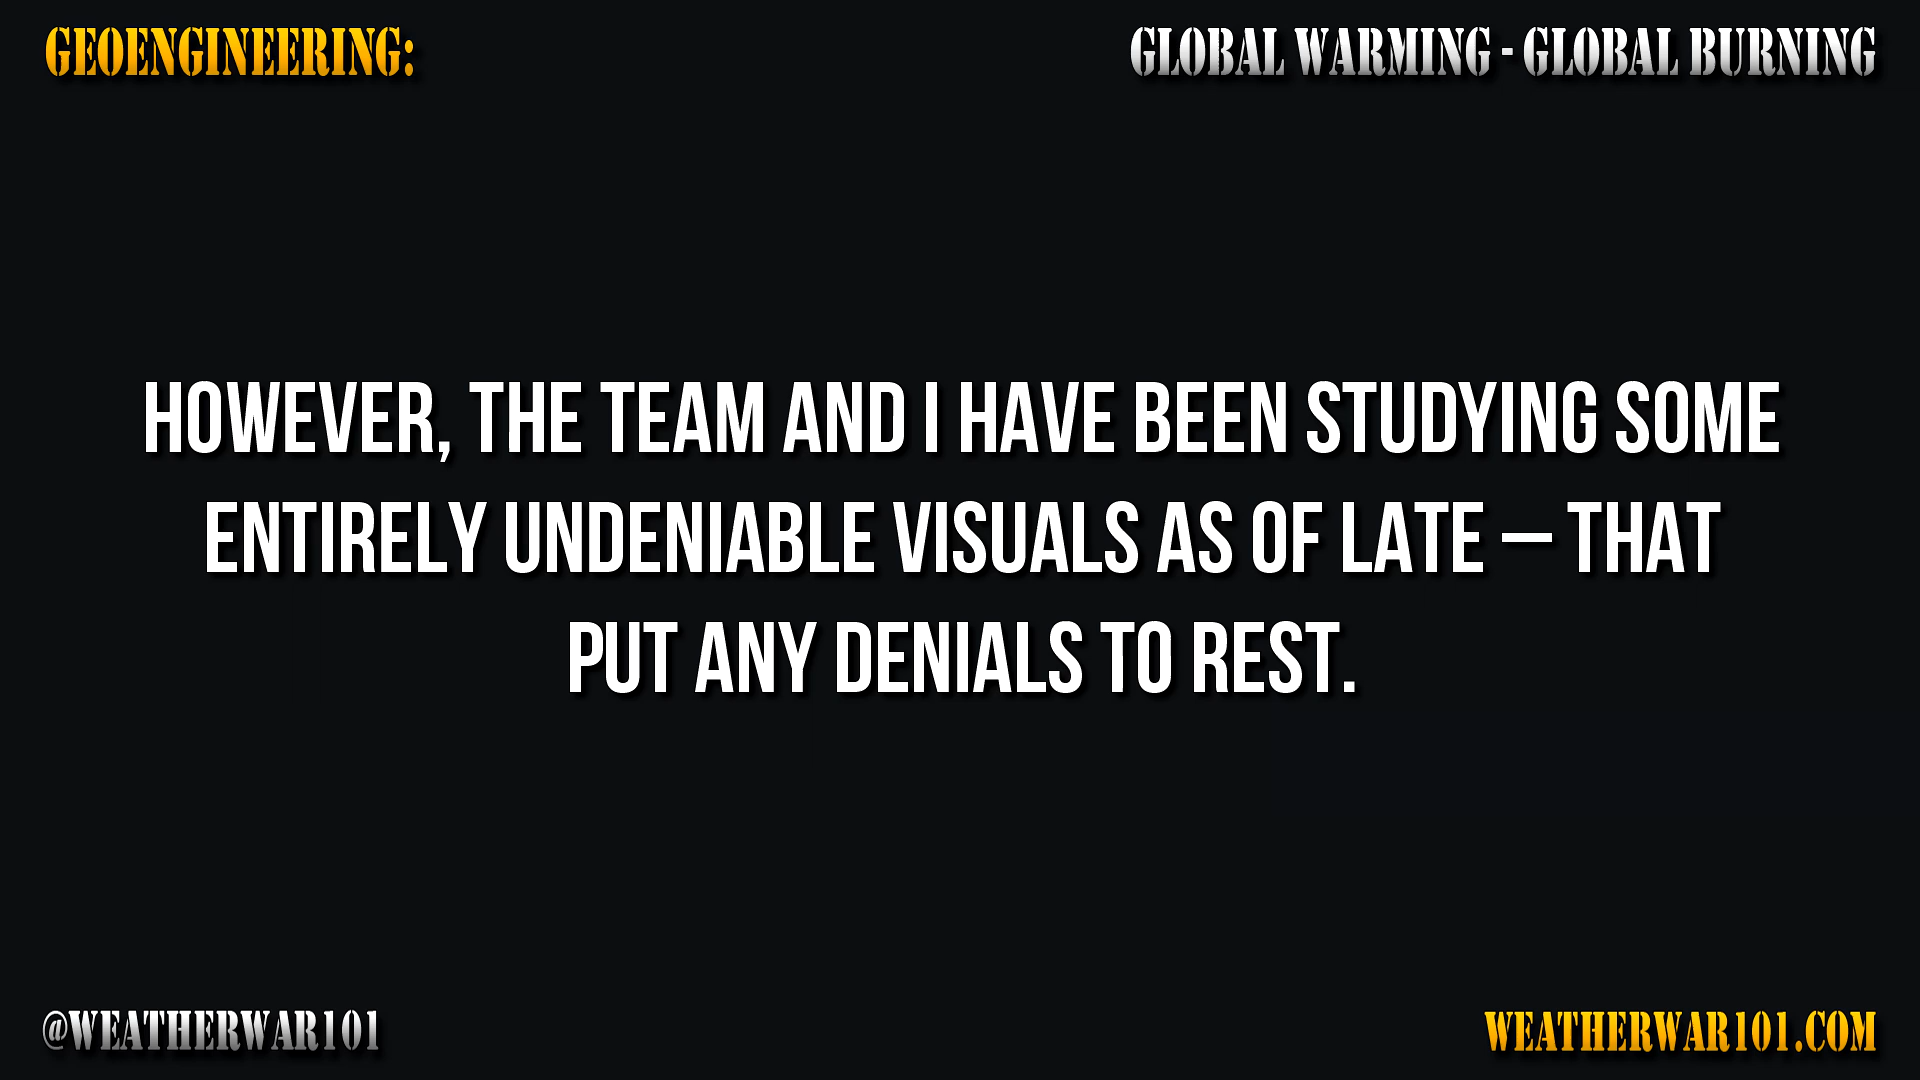 GEOENGINEERING:
GLOBAL WARMING - GLOBAL BURNING
HOWEVER, THE TEAM AND I HAVE BEEN STUDYING SOME
ENTIRELY UNDENIABLE VISUALS AS OF LATE – THAT
PUT ANY DENIALS TO REST.
@WEATHERWAR101
WEATHERWAR101.COM